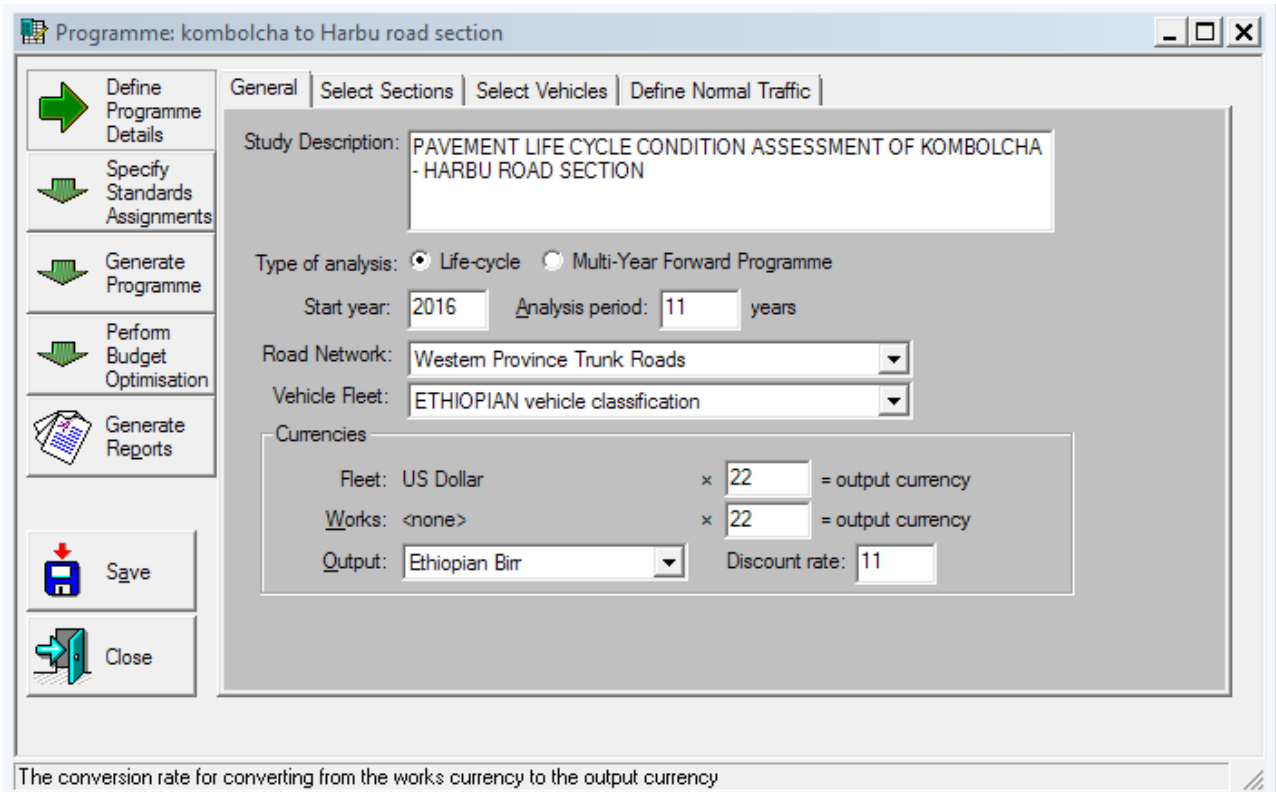 Programme: kombolcha to Harbu road section
Define
Programme
Details
Specify
Standards
Assignments
Generate
Programme
Perform
Budget
Optimisation
Generate
Reports
Save
Close
General Select Sections Select Vehicles Define Normal Traffic
Study Description: PAVEMENT LIFE CYCLE CONDITION ASSESSMENT OF KOMBOLCHA
- HARBU ROAD SECTION
Type of analysis: Life-cycle Multi-Year Forward Programme
Start year: 2016 Analysis period: 11 years
Road Network: Western Province Trunk Roads
Vehicle Fleet: ETHIOPIAN vehicle classification
Currencies
Fleet: US Dollar × 22 = output currency
Works: <none> × 22 = output currency
Output: Ethiopian Birr Discount rate: 11
The conversion rate for converting from the works currency to the output currency